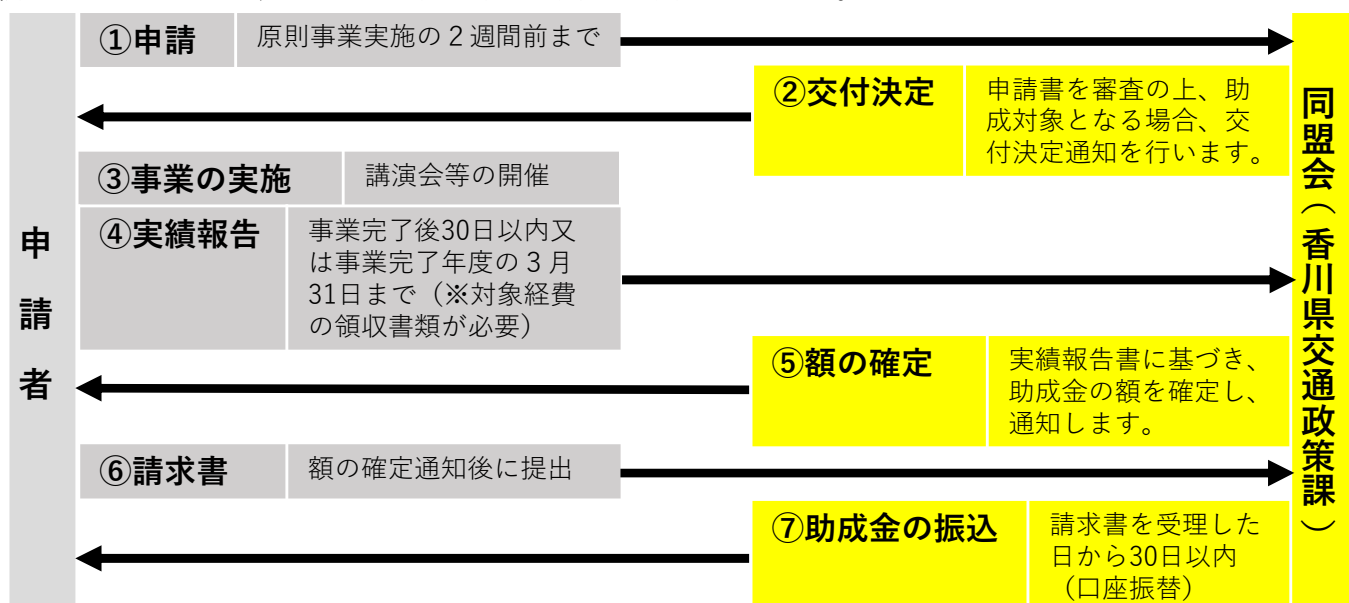 ①申請
原則事業実施の２週間前まで
②交付決定
申請書を審査の上、助
成対象となる場合、交
付決定通知を行います。
③事業の実施
講演会等の開催
④実績報告
事業完了後30日以内又
は事業完了年度の３月
31日まで（※対象経費
の領収書類が必要）
⑤額の確定
実績報告書に基づき、
助成金の額を確定し、
通知します。
⑥請求書
額の確定通知後に提出
⑦助成金の振込
請求書を受理した
日から30日以内
（口座振替）
申請者
同盟会（香川県交通政策課）